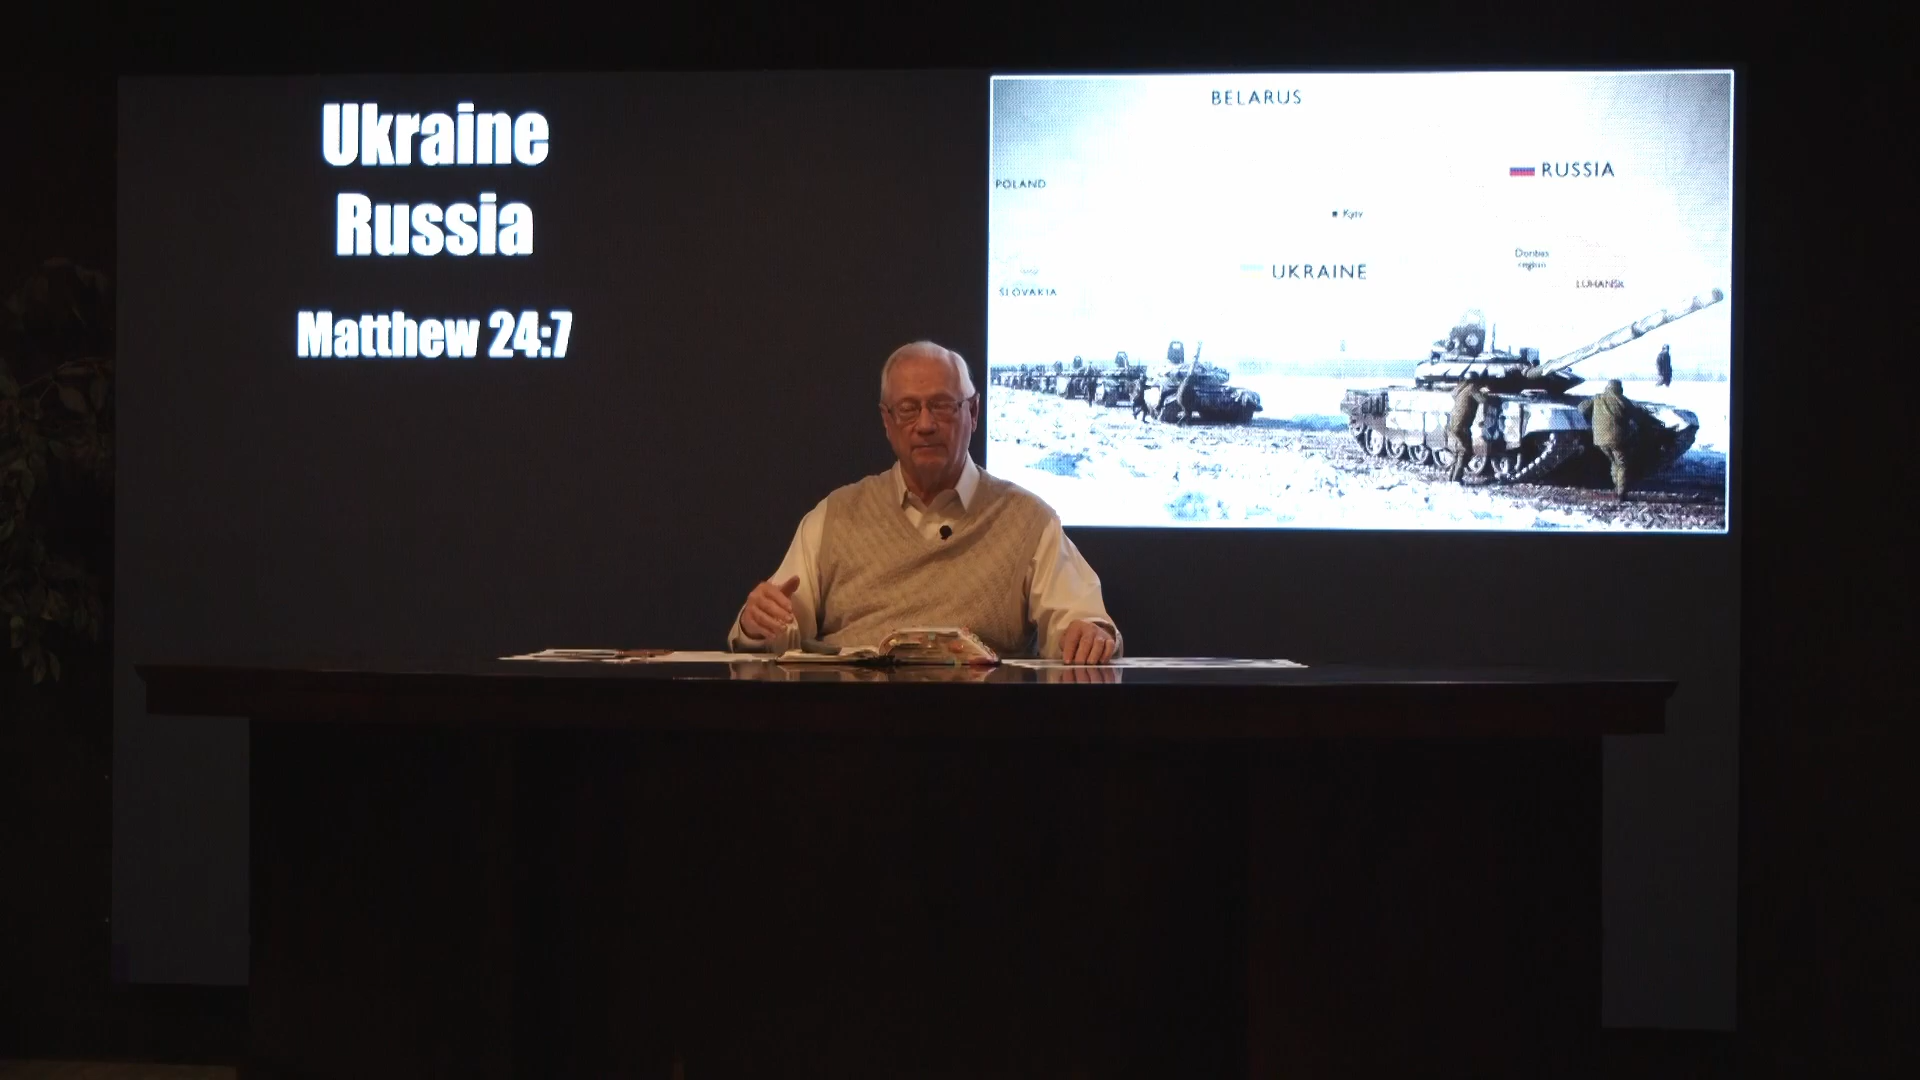 Ukraine
Russia
Matthew 24:7
BELARUS
RUSSIA
POLAND
Kyiv
Donbas
region
UKRAINE
LUHANSK
SLOVAKIA